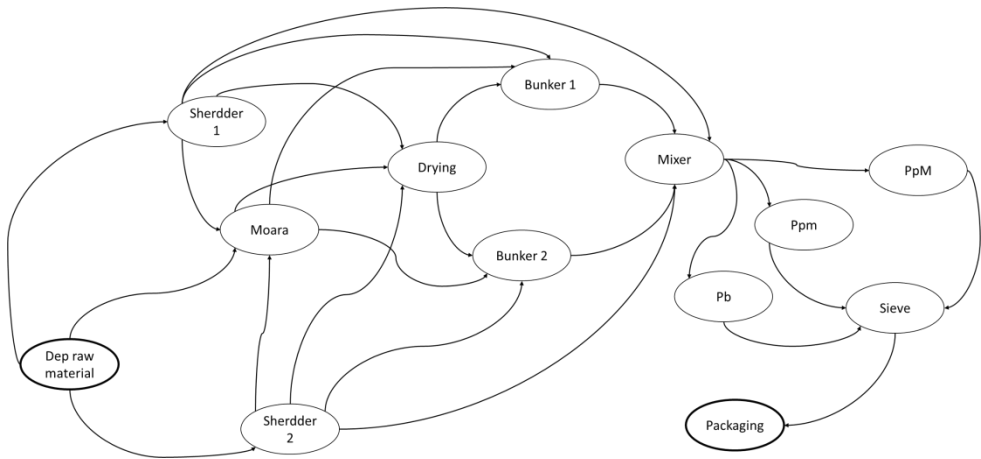 Sherdder
1
Bunker 1
Drying
Mixer
PpM
Moara
Ppm
Bunker 2
Pb
Sieve
Dep raw
material
Sherdder
2
Packaging